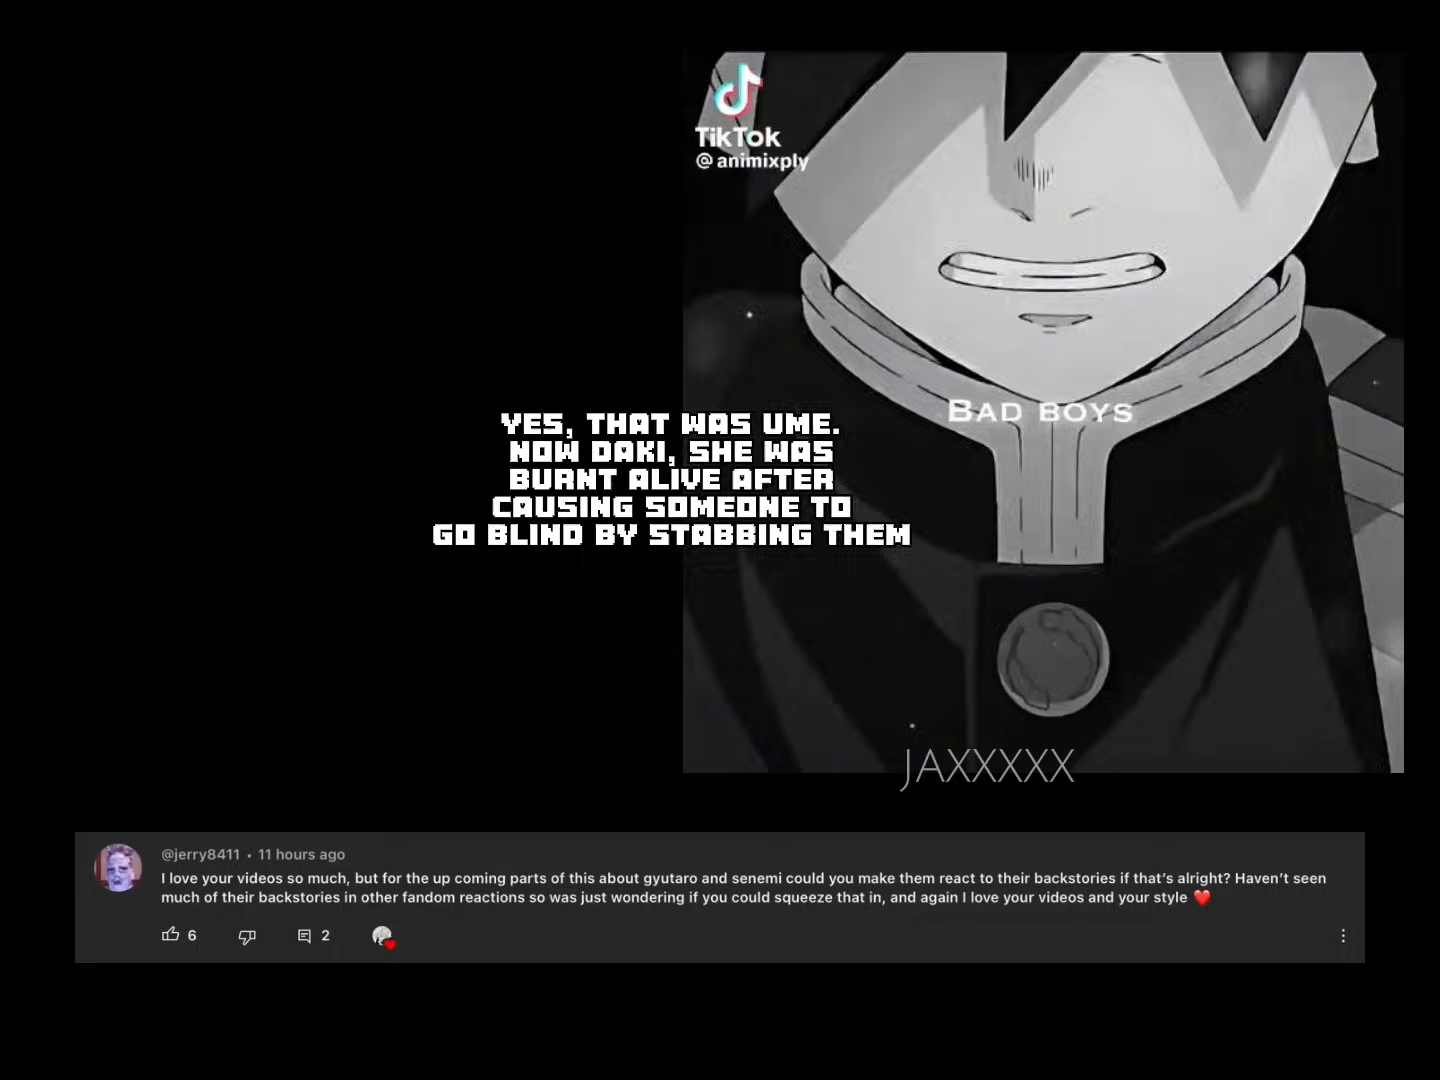 TikTok
@animixply
BAD BOYS
YES, THAT WAS UME.
NOW DAKI, SHE WAS
BURNT ALIVE AFTER
CAUSING SOMEONE TO
GO BLIND BY STABBING THEM
JAXXXXX
@jerry8411 • 11 hours ago
I love your videos so much, but for the up coming parts of this about gyutaro and senemi could you make them react to their backstories if that's alright? Haven't seen
much of their backstories in other fandom reactions so was just wondering if you could squeeze that in, and again I love your videos and your style ❤️
6
2